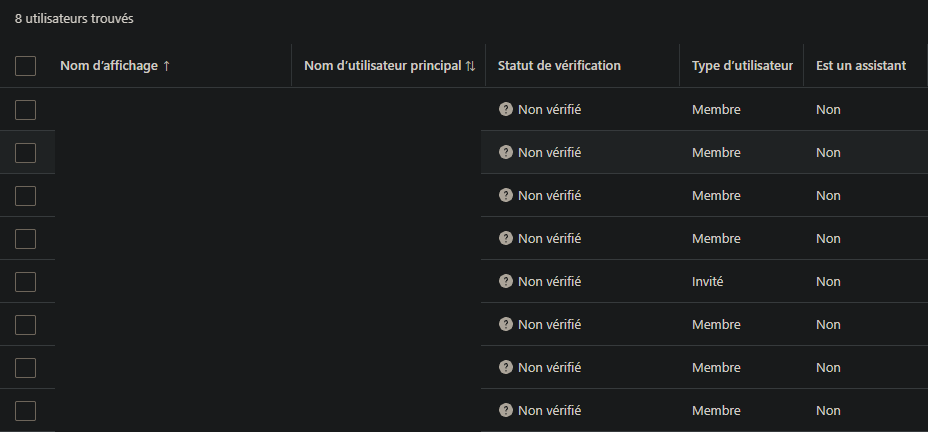 8 utilisateurs trouvés
Nom d’affichage ↑ Nom d’utilisateur principal ↑↓ Statut de vérification Type d’utilisateur Est un assistant
? Non vérifié Membre Non
? Non vérifié Membre Non
? Non vérifié Membre Non
? Non vérifié Membre Non
? Non vérifié Invité Non
? Non vérifié Membre Non
? Non vérifié Membre Non
? Non vérifié Membre Non